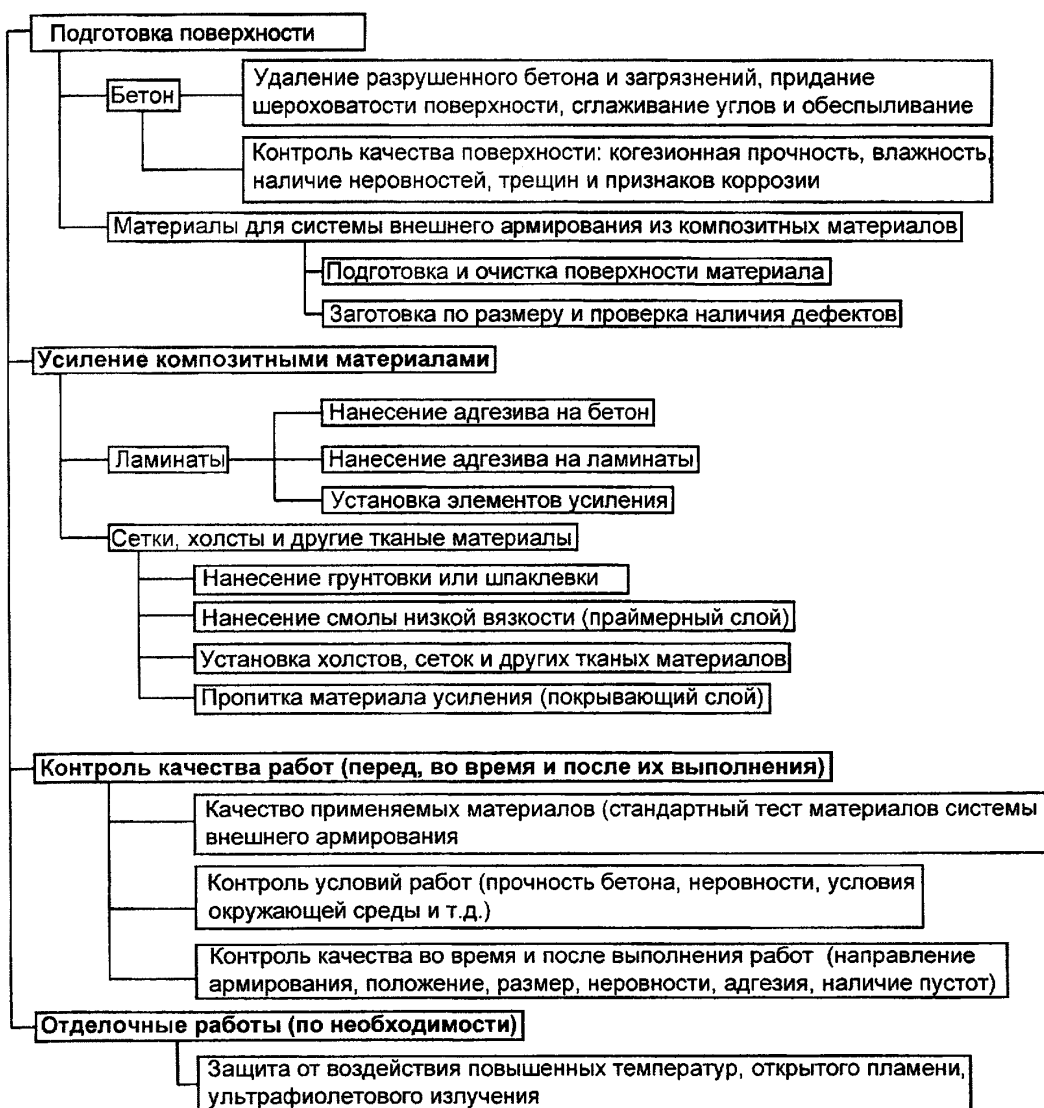 Подготовка поверхности
Бетон
Удаление разрушенного бетона и загрязнений, придание
шероховатости поверхности, сглаживание углов и обеспыливание
Контроль качества поверхности: когезионная прочность, влажность,
наличие неровностей, трещин и признаков коррозии
Материалы для системы внешнего армирования из композитных материалов
Подготовка и очистка поверхности материала
Заготовка по размеру и проверка наличия дефектов
Усиление композитными материалами
Нанесение адгезива на бетон
Ламинаты
Нанесение адгезива на ламинаты
Установка элементов усиления
Сетки, холсты и другие тканые материалы
Нанесение грунтовки или шпаклевки
Нанесение смолы низкой вязкости (праймерный слой)
Установка холстов, сеток и других тканых материалов
Пропитка материала усиления (покрывающий слой)
Контроль качества работ (перед, во время и после их выполнения)
Качество применяемых материалов (стандартный тест материалов системы
внешнего армирования
Контроль условий работ (прочность бетона, неровности, условия
окружающей среды и т.д.)
Контроль качества во время и после выполнения работ (направление
армирования, положение, размер, неровности, адгезия, наличие пустот)
Отделочные работы (по необходимости)
Защита от воздействия повышенных температур, открытого пламени,
ультрафиолетового излучения